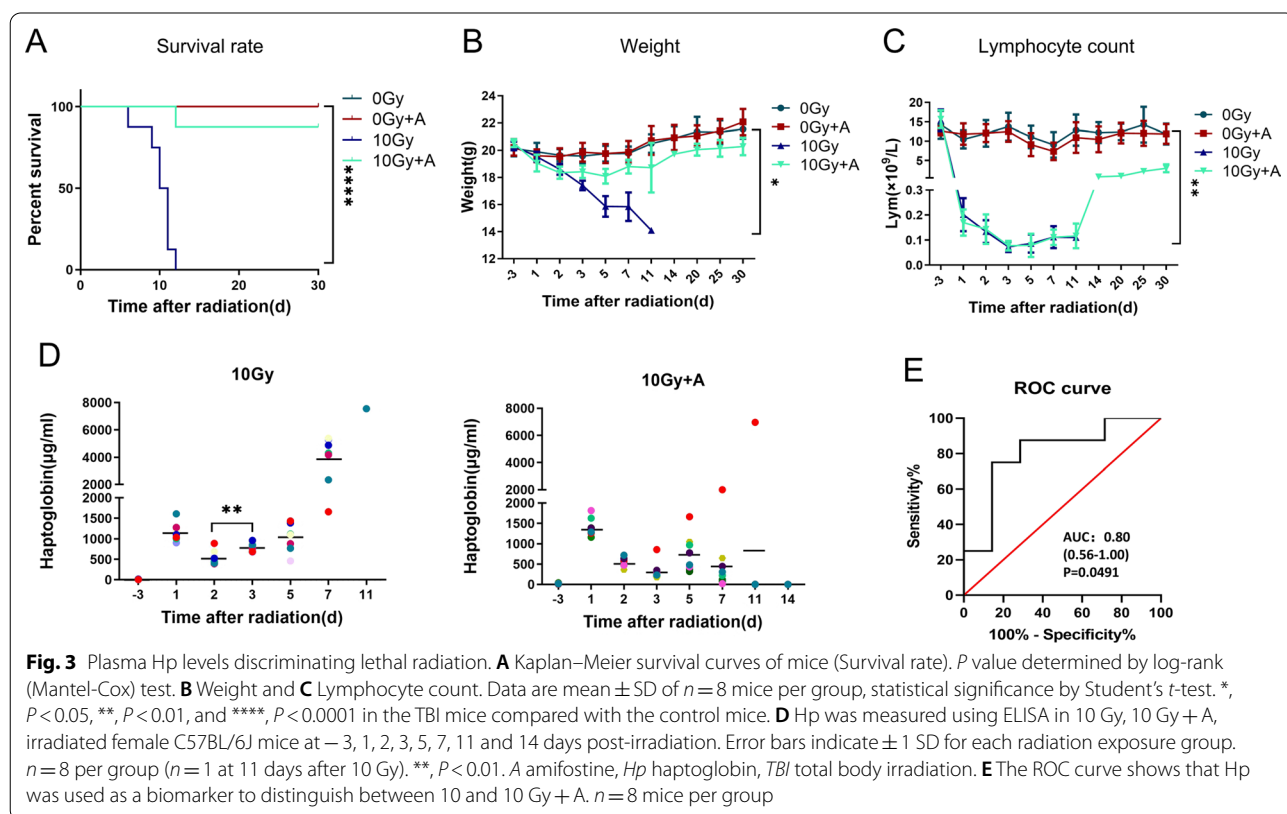 A
Survival rate
Percent survival
100
50
0
0
10
20
30
Time after radiation(d)
0Gy
0Gy+A
10Gy
10Gy+A
****
B
Weight
Weight(g)
24
22
20
18
16
14
12
-3
1
2
3
5
7
11
14
20
25
30
Time after radiation(d)
0Gy
0Gy+A
10Gy
10Gy+A
*
C
Lymphocyte count
Lym(×10⁹/L)
20
15
10
5
0.3
0.2
0.1
0.0
-3
1
2
3
5
7
11
14
20
25
30
Time after radiation(d)
0Gy
0Gy+A
10Gy
10Gy+A
**
D
10Gy
Haptoglobin(μg/ml)
8000
6000
4000
2000
2000
1500
1000
500
0
**
-3
1
2
3
5
7
11
Time after radiation(d)
10Gy+A
Haptoglobin(μg/ml)
8000
6000
4000
2000
2000
1500
1000
500
0
-3
1
2
3
5
7
11
14
Time after radiation(d)
E
ROC curve
Sensitivity%
100
80
60
40
20
0
AUC: 0.80
(0.56-1.00)
P=0.0491
0
20
40
60
80
100
100% - Specificity%
Fig. 3 Plasma Hp levels discriminating lethal radiation. A Kaplan–Meier survival curves of mice (Survival rate). P value determined by log-rank
(Mantel-Cox) test. B Weight and C Lymphocyte count. Data are mean ± SD of n = 8 mice per group, statistical significance by Student's t-test. *,
P < 0.05, **, P < 0.01, and ****, P < 0.0001 in the TBI mice compared with the control mice. D Hp was measured using ELISA in 10 Gy, 10 Gy + A,
irradiated female C57BL/6J mice at − 3, 1, 2, 3, 5, 7, 11 and 14 days post-irradiation. Error bars indicate ± 1 SD for each radiation exposure group.
n = 8 per group (n = 1 at 11 days after 10 Gy). **, P < 0.01. A amifostine, Hp haptoglobin, TBI total body irradiation. E The ROC curve shows that Hp
was used as a biomarker to distinguish between 10 and 10 Gy + A. n = 8 mice per group